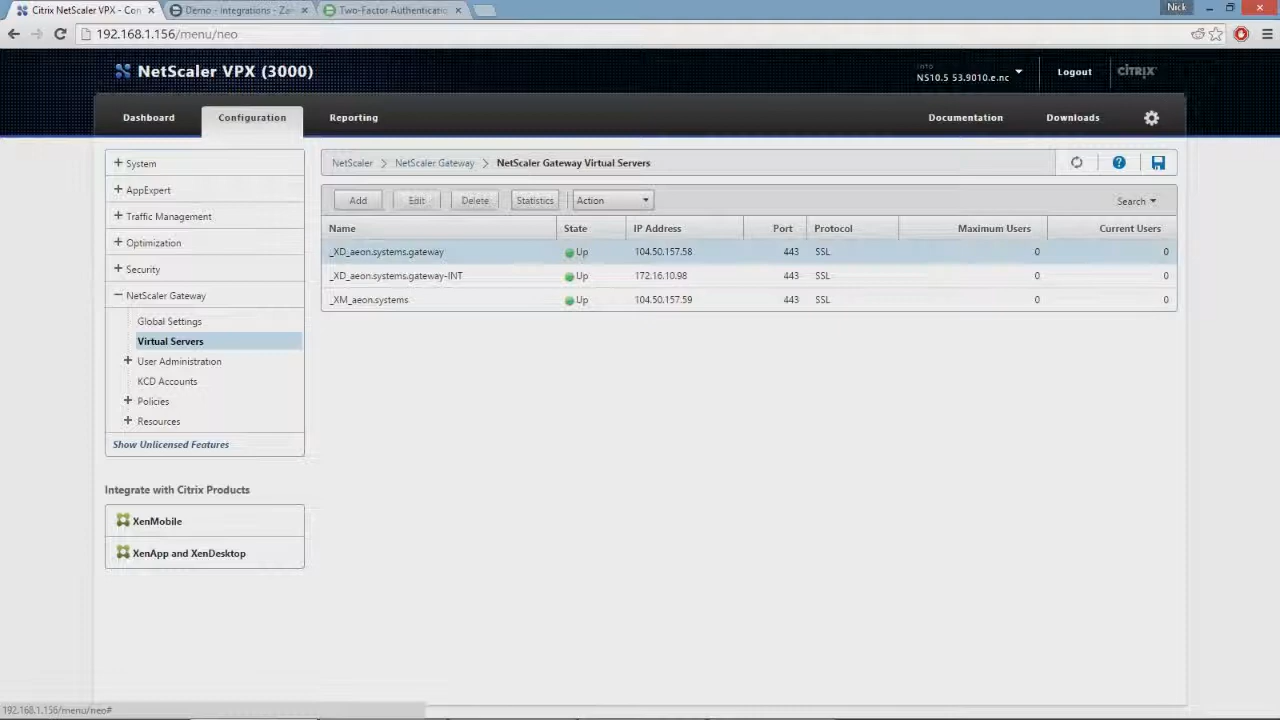 Citrix NetScaler VPX - Con
Demo - Integrations - Za
Two-Factor Authenticatic
Nick
192.168.1.156/menu/neo
NetScaler VPX (3000)
NS10.5 53.9010.e.nc
Logout
CITRIX
Dashboard
Configuration
Reporting
Documentation
Downloads
System
AppExpert
Traffic Management
Optimization
Security
NetScaler Gateway
Global Settings
Virtual Servers
User Administration
KCD Accounts
Policies
Resources
Show Unlicensed Features
Integrate with Citrix Products
XenMobile
XenApp and XenDesktop
NetScaler > NetScaler Gateway > NetScaler Gateway Virtual Servers
Add Edit Delete Statistics Action Search
Name State IP Address Port Protocol Maximum Users Current Users
_XD_aeon.systems.gateway Up 104.50.157.58 443 SSL 0 0
_XD_aeon.systems.gateway-INT Up 172.16.10.98 443 SSL 0 0
_XM_aeon.systems Up 104.50.157.59 443 SSL 0 0
192.168.1.156/menu/neo#